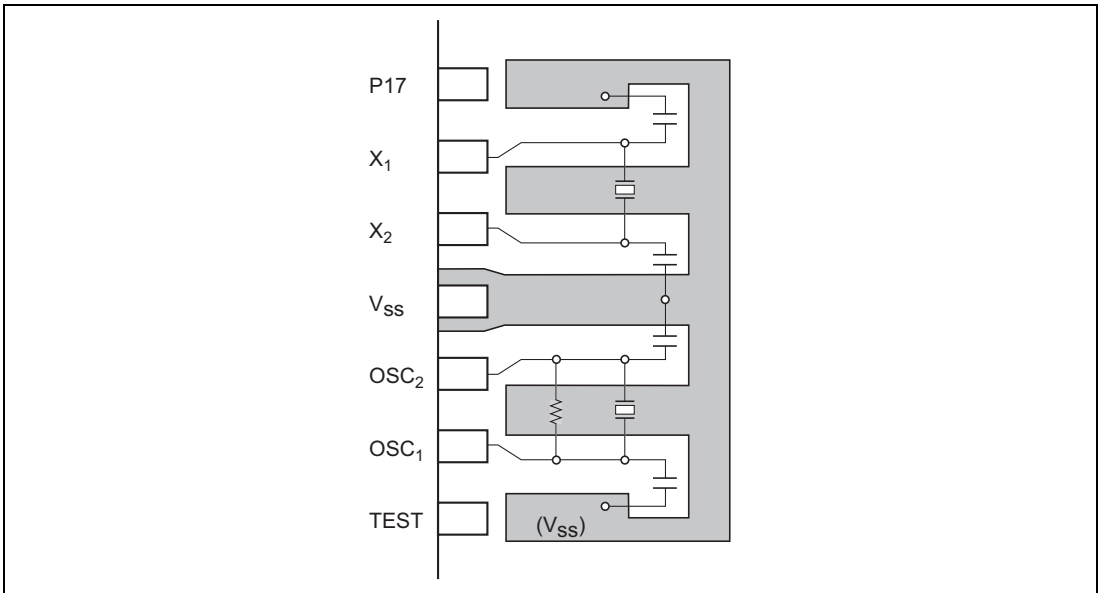 P17
X₁
X₂
Vss
OSC₂
OSC₁
TEST
(Vss)